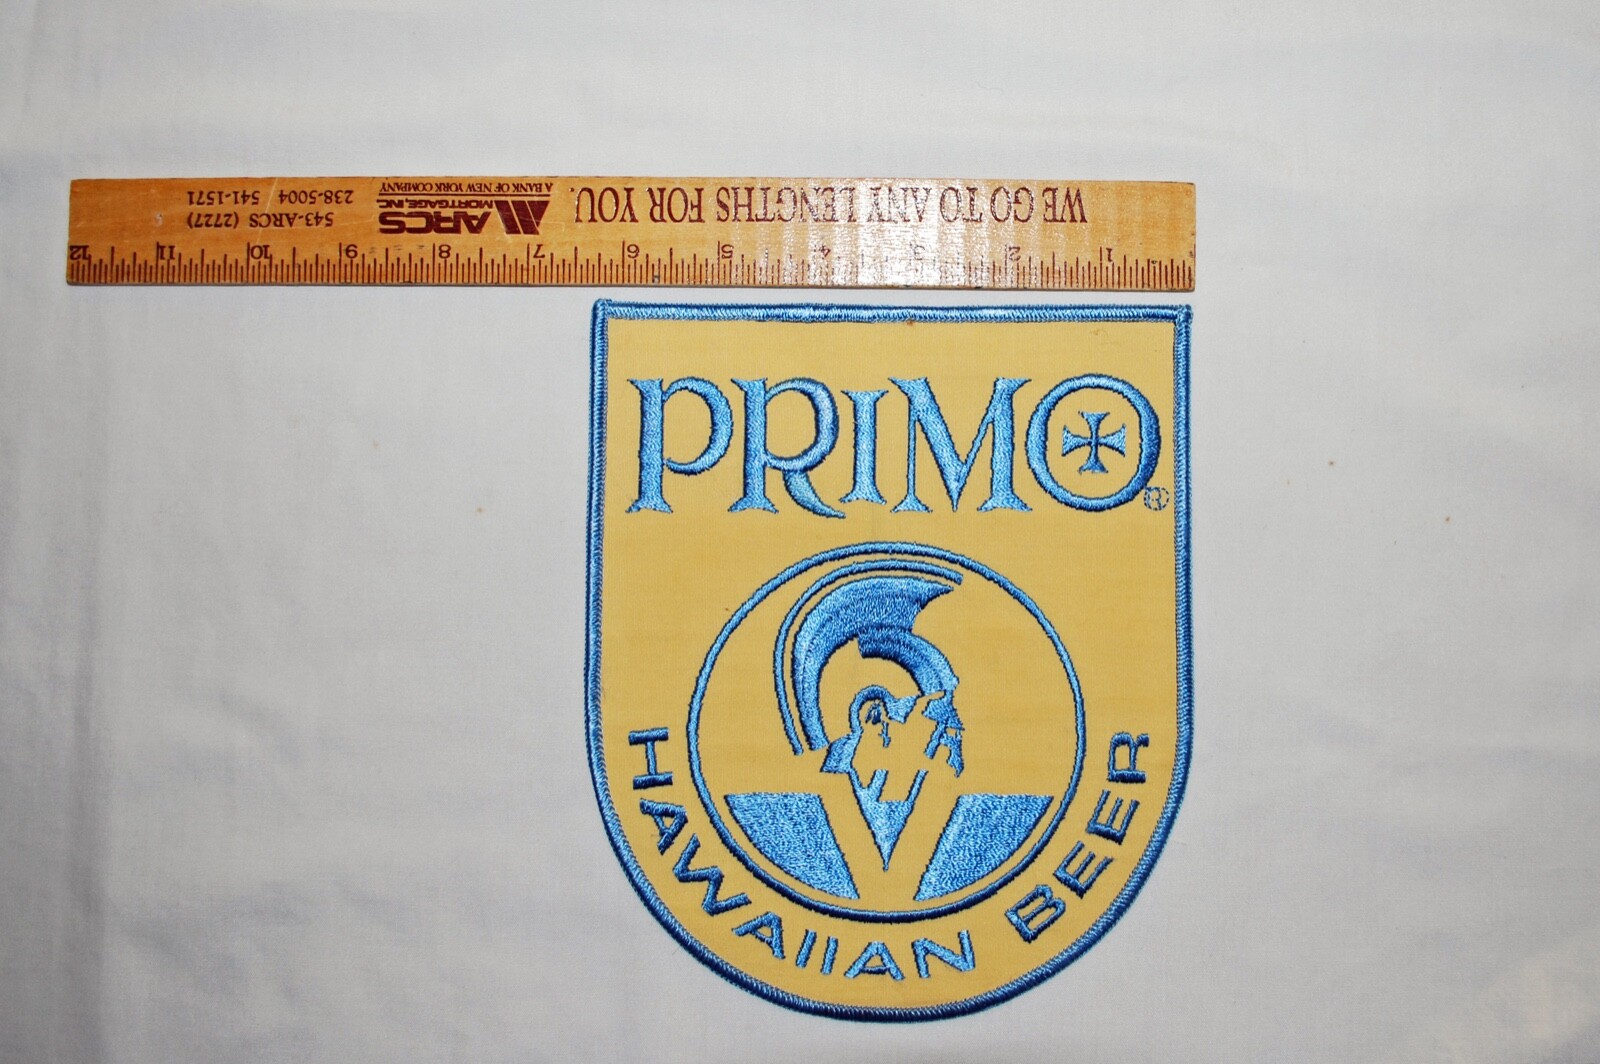 WE GO TO ANY LENGTHS FOR YOU.
ARCS
MORTGAGE, INC.
A BANK OF NEW YORK COMPANY
543-ARCS (2727)
238-5004 541-1571
1 2 3 4 5 6 7 8 9 10 11 12
PRIMO®
HAWAIIAN BEER